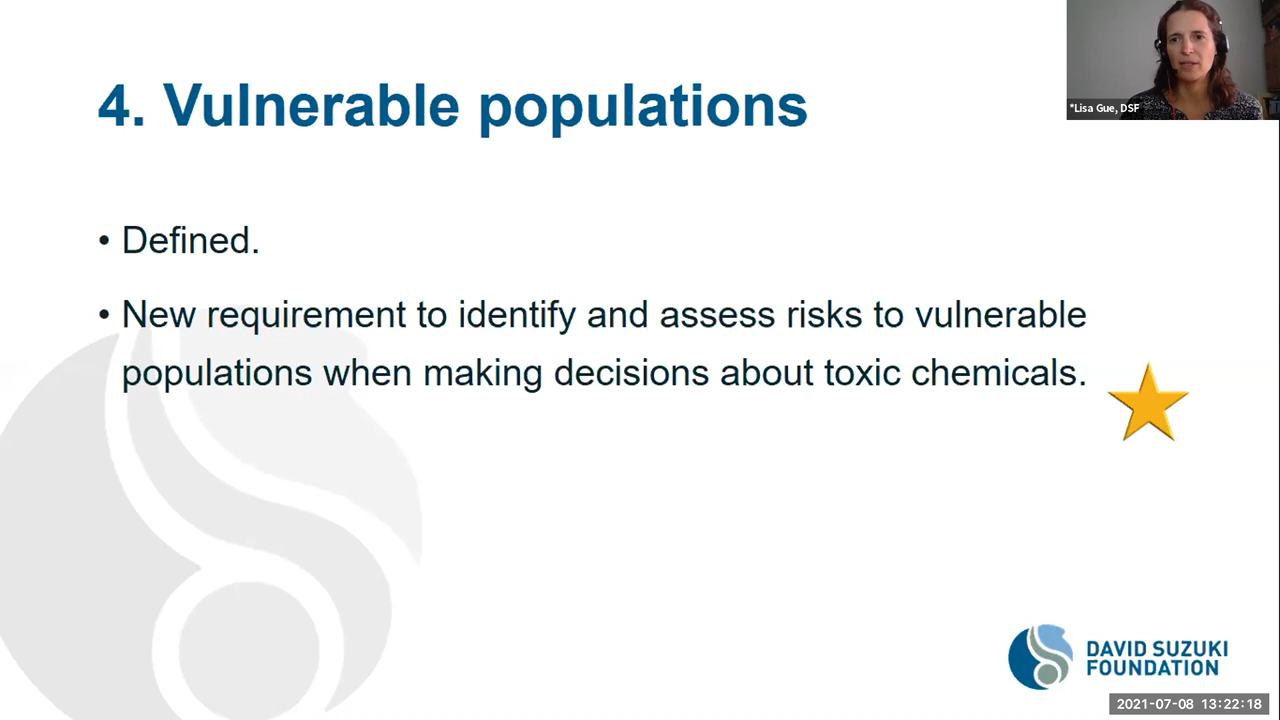 4. Vulnerable populations
*Lisa Gue, DSF
• Defined.
• New requirement to identify and assess risks to vulnerable
populations when making decisions about toxic chemicals.
DAVID SUZUKI
FOUNDATION
2021-07-08 13:22:18